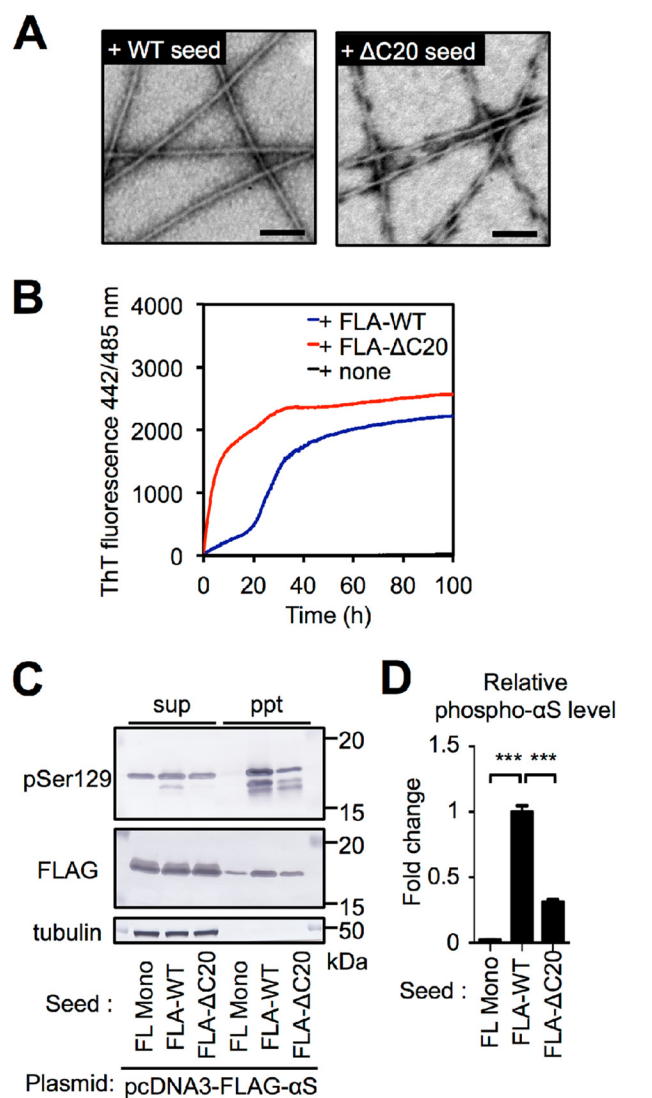 A
+ WT seed
+ ΔC20 seed
B
ThT fluorescence 442/485 nm
4000
3000
2000
1000
0
+ FLA-WT
+ FLA-ΔC20
+ none
0 20 40 60 80 100
Time (h)
C
sup ppt
pSer129
20
15
FLAG
20
15
tubulin
50
kDa
Seed :
FL Mono
FLA-WT
FLA-ΔC20
FL Mono
FLA-WT
FLA-ΔC20
Plasmid: pcDNA3-FLAG-αS
D
Relative
phospho-αS level
Fold change
1.5
1
0.5
0
*** ***
Seed :
FL Mono
FLA-WT
FLA-ΔC20